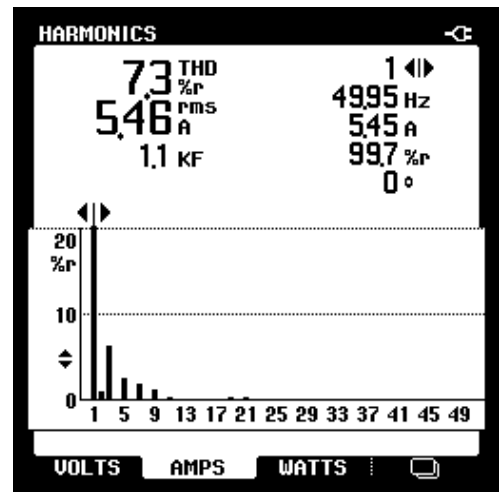 HARMONICS
7.3 THD %r
5.46 rms A
1.1 KF
1
49.95 Hz
5.45 A
99.7 %r
0 °
20
%r
10
0
1 5 9 13 17 21 25 29 33 37 41 45 49
VOLTS AMPS WATTS